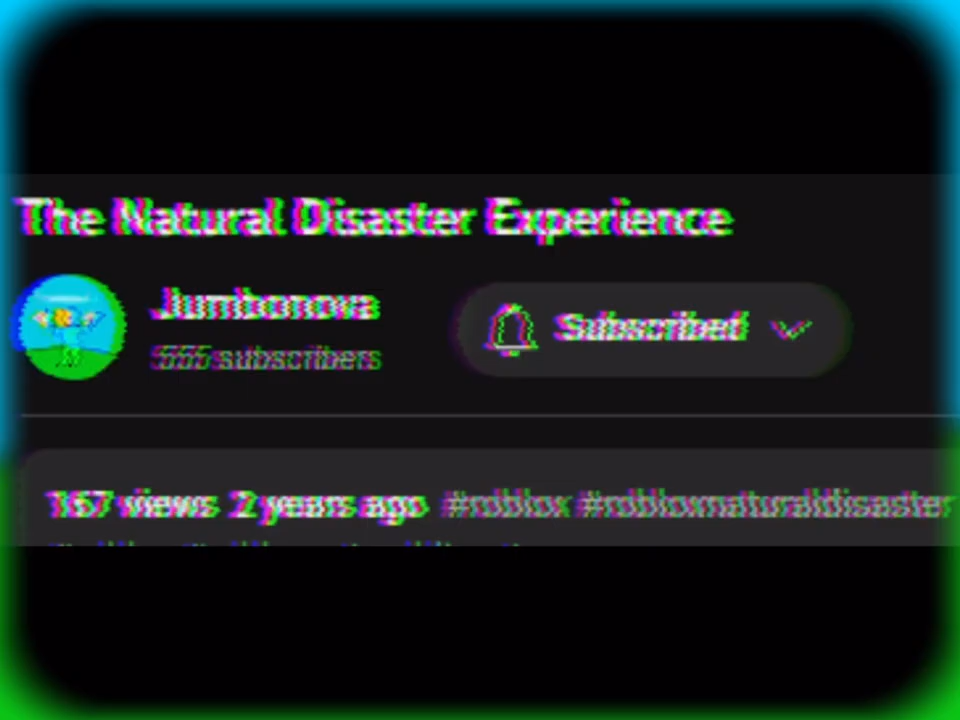 The Natural Disaster Experience
Jumbonova
555 subscribers
Subscribed
167 views 2 years ago #roblox #robloxnaturaldisaster